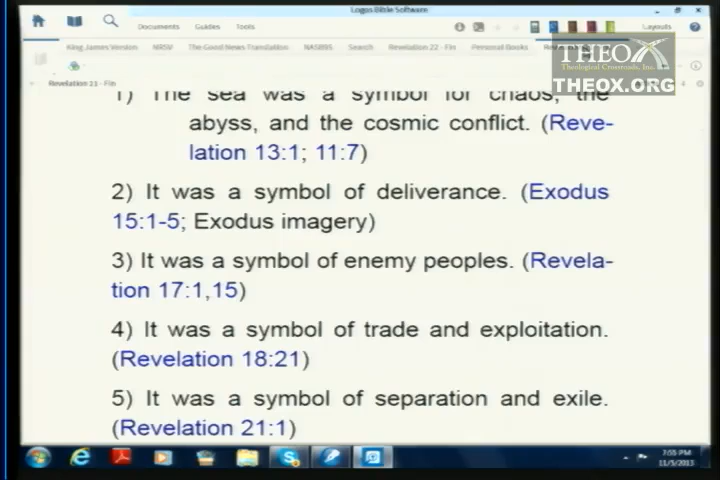 Logos Bible Software
Documents Guides Tools
Layouts
King James Version NRSV The Good News Translation NASB95 Search Revelation 22 - Fin Personal Books
THEOX
Theological Crossroads, Inc.
THEOX.ORG
Revelation 21 - Fin
1) The sea was a symbol for chaos, the
abyss, and the cosmic conflict. (Reve-
lation 13:1; 11:7)
2) It was a symbol of deliverance. (Exodus
15:1-5; Exodus imagery)
3) It was a symbol of enemy peoples. (Revela-
tion 17:1,15)
4) It was a symbol of trade and exploitation.
(Revelation 18:21)
5) It was a symbol of separation and exile.
(Revelation 21:1)
7:55 PM
11/5/2013